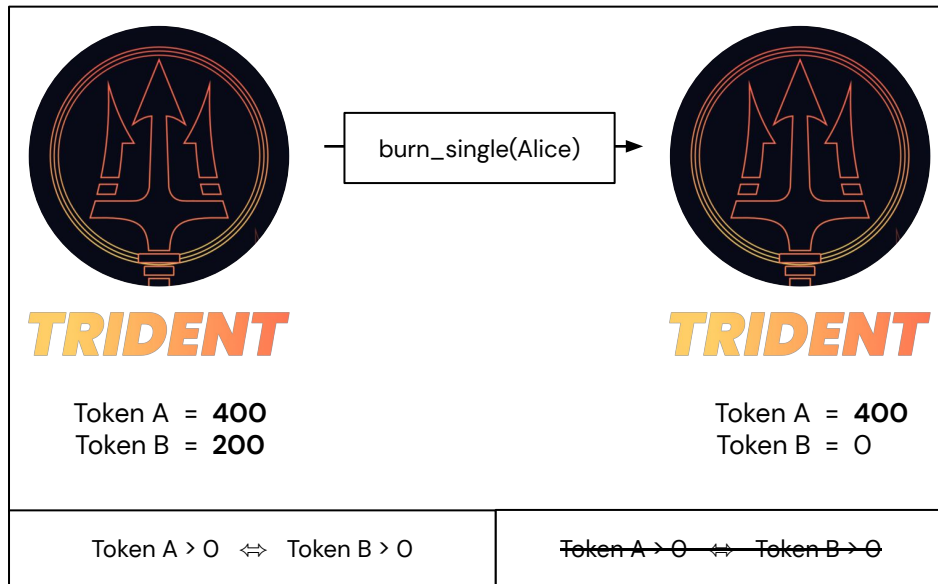 burn_single(Alice)
TRIDENT
TRIDENT
Token A = 400
Token B = 200
Token A = 400
Token B = 0
Token A > 0 ⇔ Token B > 0
Token A > 0 ⇔ Token B > 0